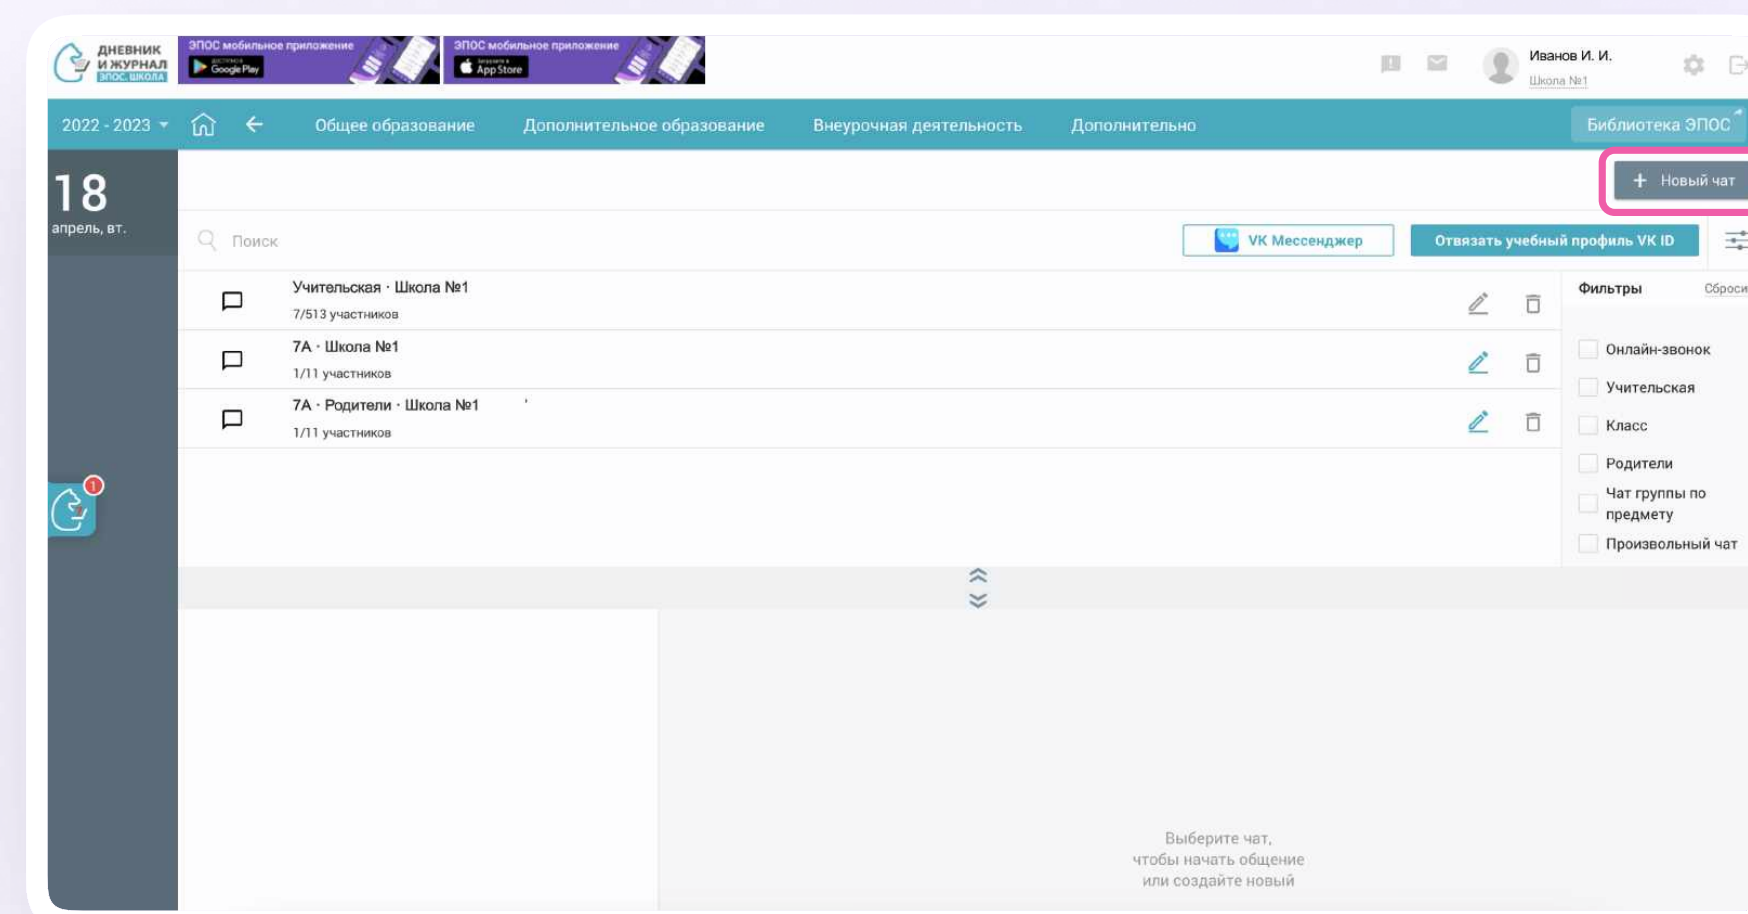 ДНЕВНИК
И ЖУРНАЛ
ЭПОС.ШКОЛА
ЭПОС мобильное приложение
Google Play
ЭПОС мобильное приложение
App Store
Иванов И. И.
Школа №1
2022 - 2023
Общее образование
Дополнительное образование
Внеурочная деятельность
Дополнительно
Библиотека ЭПОС
18
апрель, вт.
+ Новый чат
Поиск
VK Мессенджер
Отвязать учебный профиль VK ID
Учительская · Школа №1
7/513 участников
7А · Школа №1
1/11 участников
7А · Родители · Школа №1
1/11 участников
Фильтры
Сброси
Онлайн-звонок
Учительская
Класс
Родители
Чат группы по
предмету
Произвольный чат
1
Выберите чат,
чтобы начать общение
или создайте новый